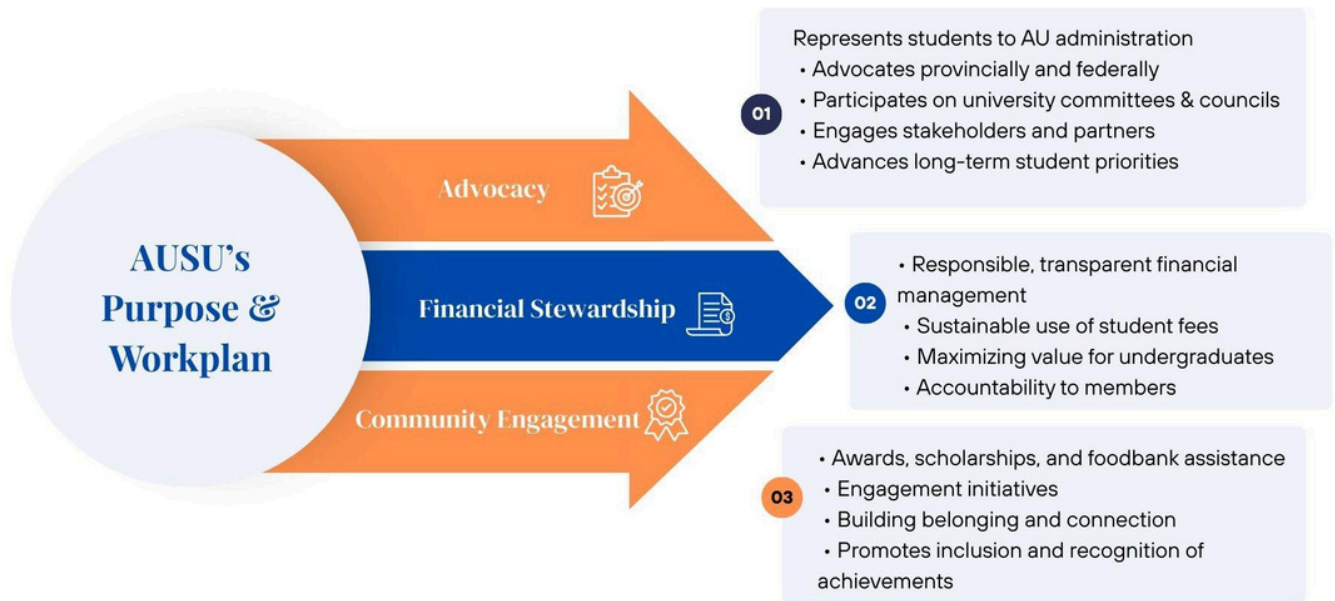 AUSU's
Purpose &
Workplan
Advocacy
Financial Stewardship
Community Engagement
01
Represents students to AU administration
• Advocates provincially and federally
• Participates on university committees & councils
• Engages stakeholders and partners
• Advances long-term student priorities
02
• Responsible, transparent financial
management
• Sustainable use of student fees
• Maximizing value for undergraduates
• Accountability to members
03
• Awards, scholarships, and foodbank assistance
• Engagement initiatives
• Building belonging and connection
• Promotes inclusion and recognition of
achievements